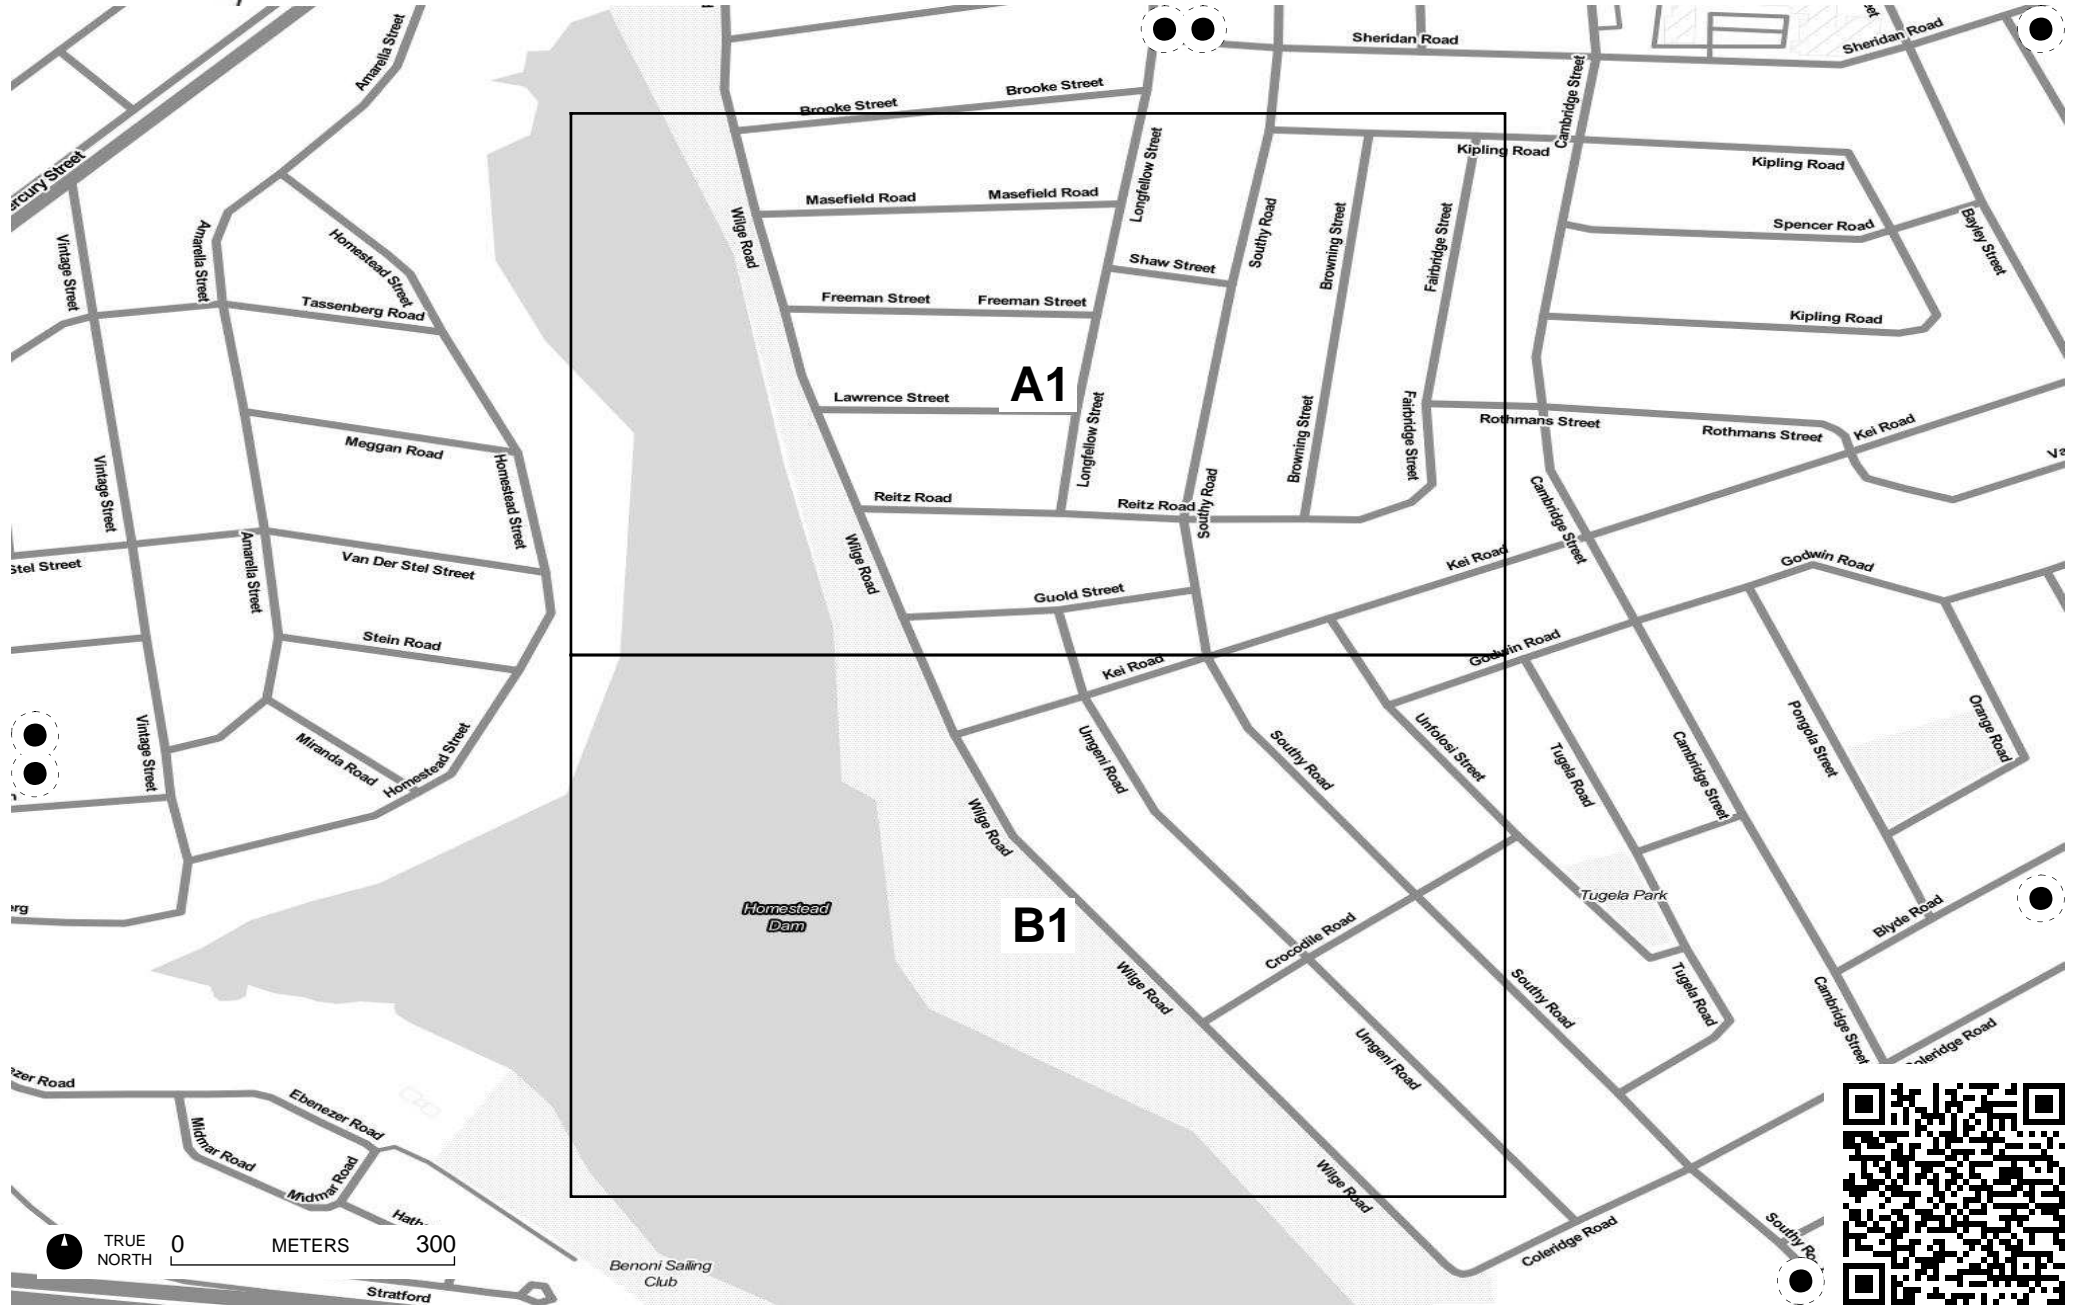 Amarella Street
Sheridan Road
Sheridan Road
Cambridge Street
Brooke Street
Brooke Street
Kipling Road
Kipling Road
Longfellow Street
Masefield Road
Masefield Road
Wilge Road
Southy Road
Browning Street
Fairbridge Street
Spencer Road
Bayley Street
Vintage Street
Amarella Street
Homestead Street
Tassenberg Road
Shaw Street
Freeman Street
Freeman Street
Kipling Road
A1
Lawrence Street
Longfellow Street
Browning Street
Fairbridge Street
Rothmans Street
Rothmans Street
Kei Road
Meggan Road
Vintage Street
Homestead Street
Reitz Road
Reitz Road
Southy Road
Cambridge Street
Amarella Street
Van Der Stel Street
Stel Street
Wilge Road
Kei Road
Godwin Road
Guold Street
Stein Road
Godwin Road
Kei Road
Vintage Street
Miranda Road
Homestead Street
Umgeni Road
Southy Road
Unfolosi Street
Tugela Road
Cambridge Street
Pongola Street
Orange Road
Wilge Road
Homestead
Dam
B1
Tugela Park
Crocodile Road
Blyde Road
Wilge Road
Southy Road
Tugela Road
Cambridge Street
Umgeni Road
Coleridge Road
Ebenezer Road
Midmar Road
Midmar Road
Wilge Road
Coleridge Road
TRUE
NORTH
0 METERS 300
Benoni Sailing
Club
Stratford